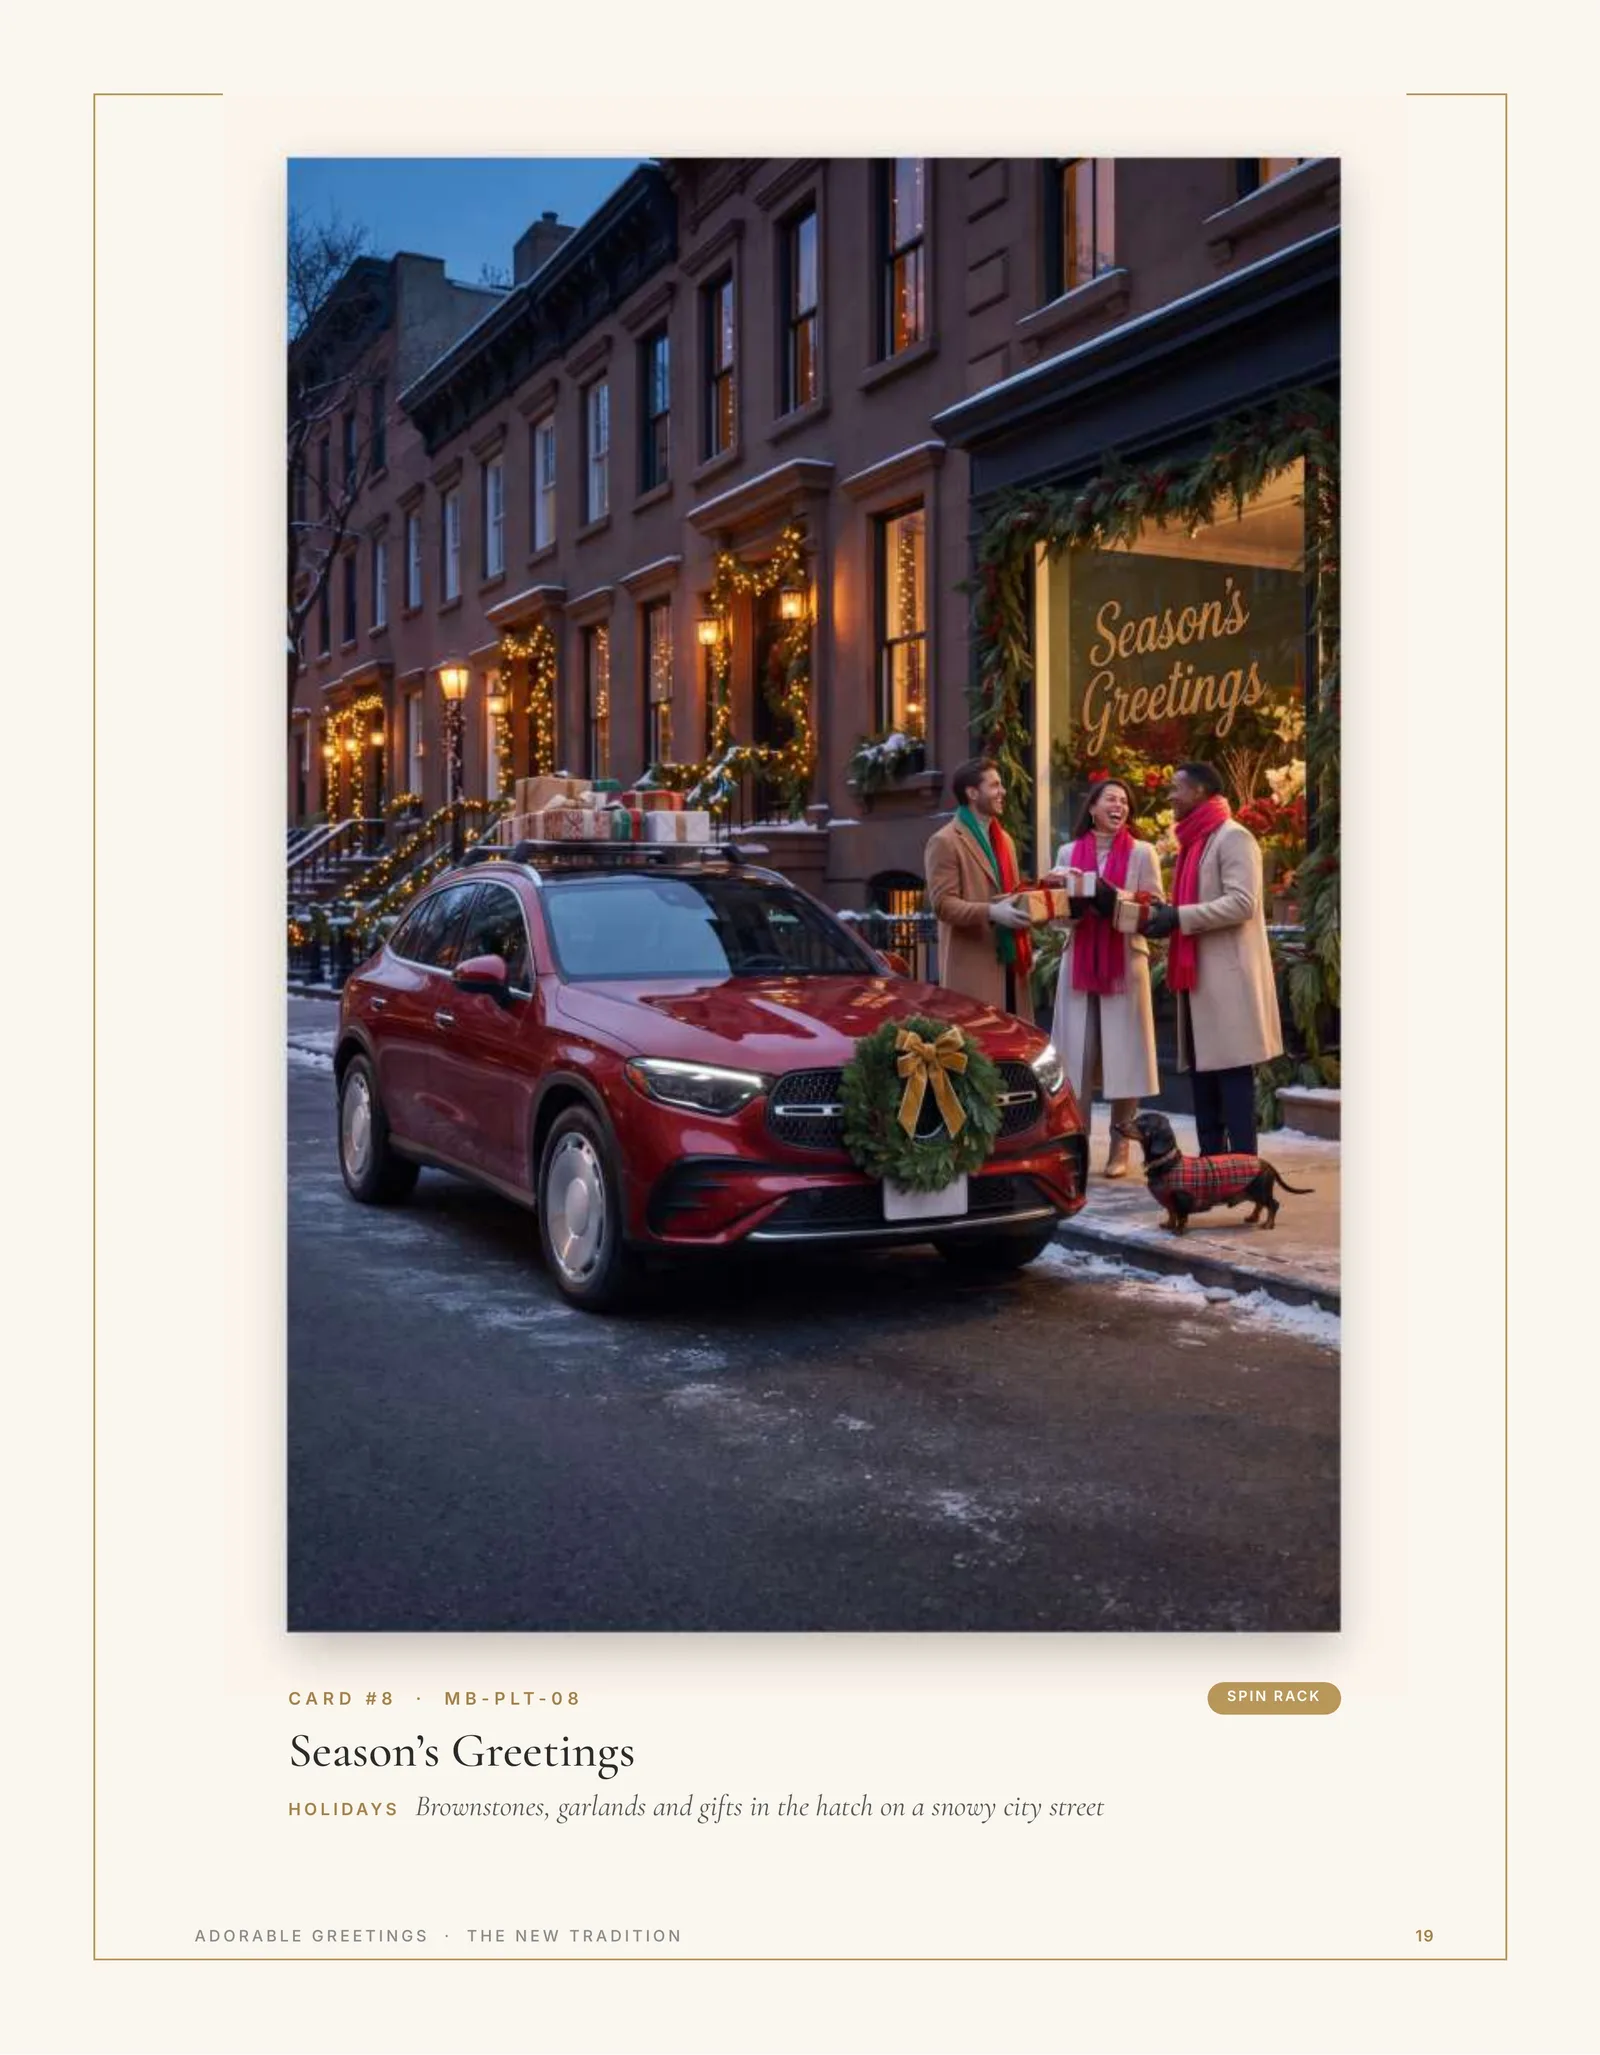 Season's
Greetings
CARD #8 · MB-PLT-08
SPIN RACK
Season’s Greetings
HOLIDAYS Brownstones, garlands and gifts in the hatch on a snowy city street
ADORABLE GREETINGS · THE NEW TRADITION
19